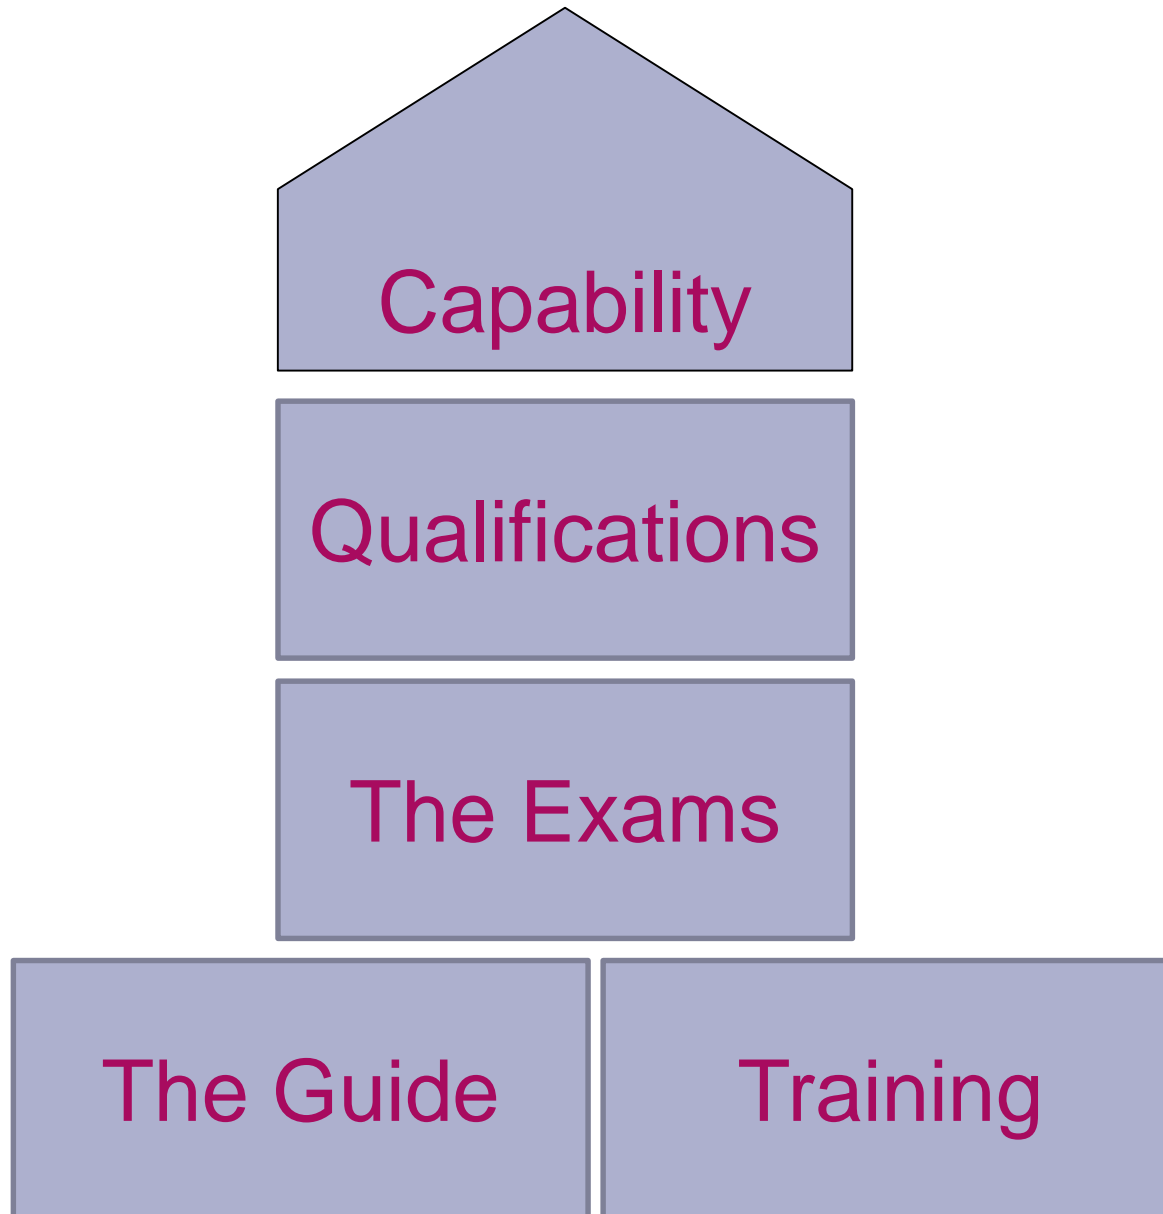 Capability
Qualifications
The Exams
The Guide
Training